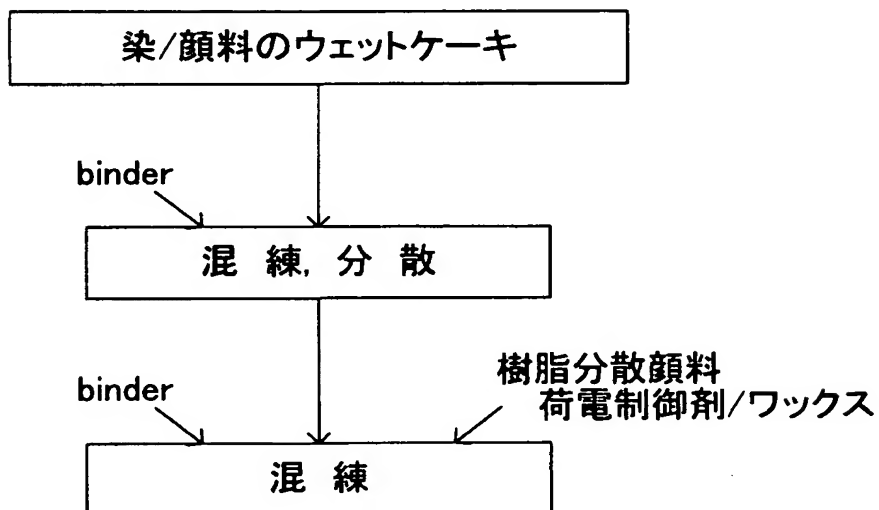 染/顔料のウェットケーキ
binder
混 練, 分 散
binder
樹脂分散顔料
荷電制御剤/ワックス
混 練